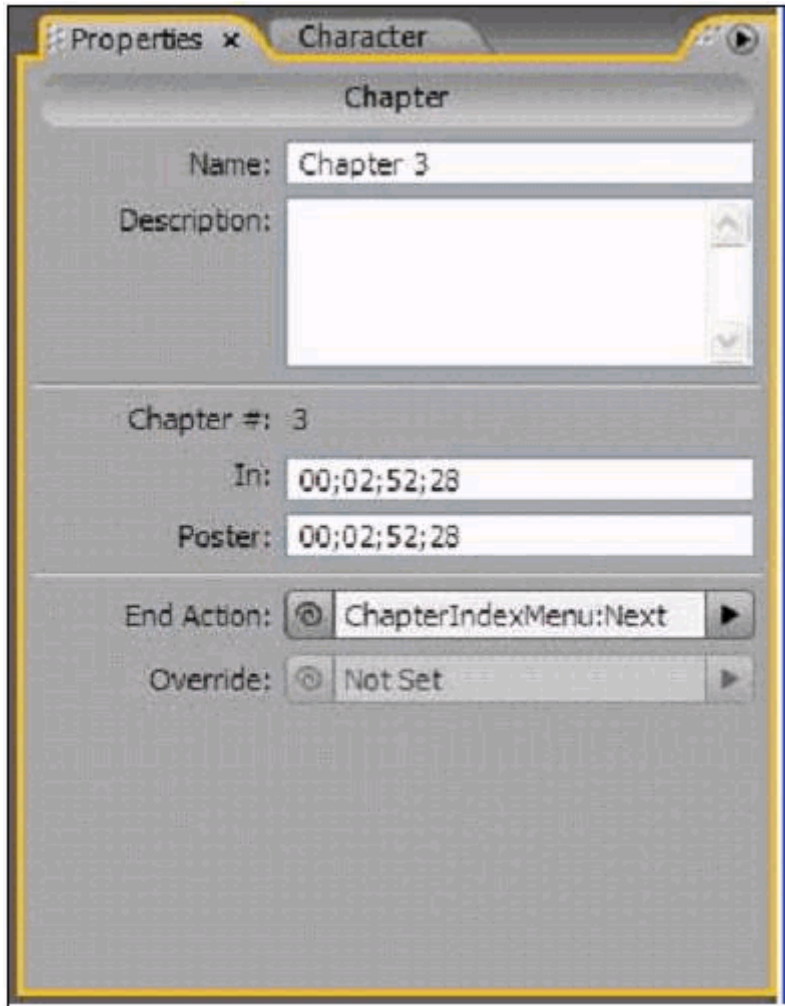 Properties x Character
Chapter
Name: Chapter 3
Description:
Chapter #: 3
In: 00;02;52;28
Poster: 00;02;52;28
End Action: ChapterIndexMenu:Next
Override: Not Set